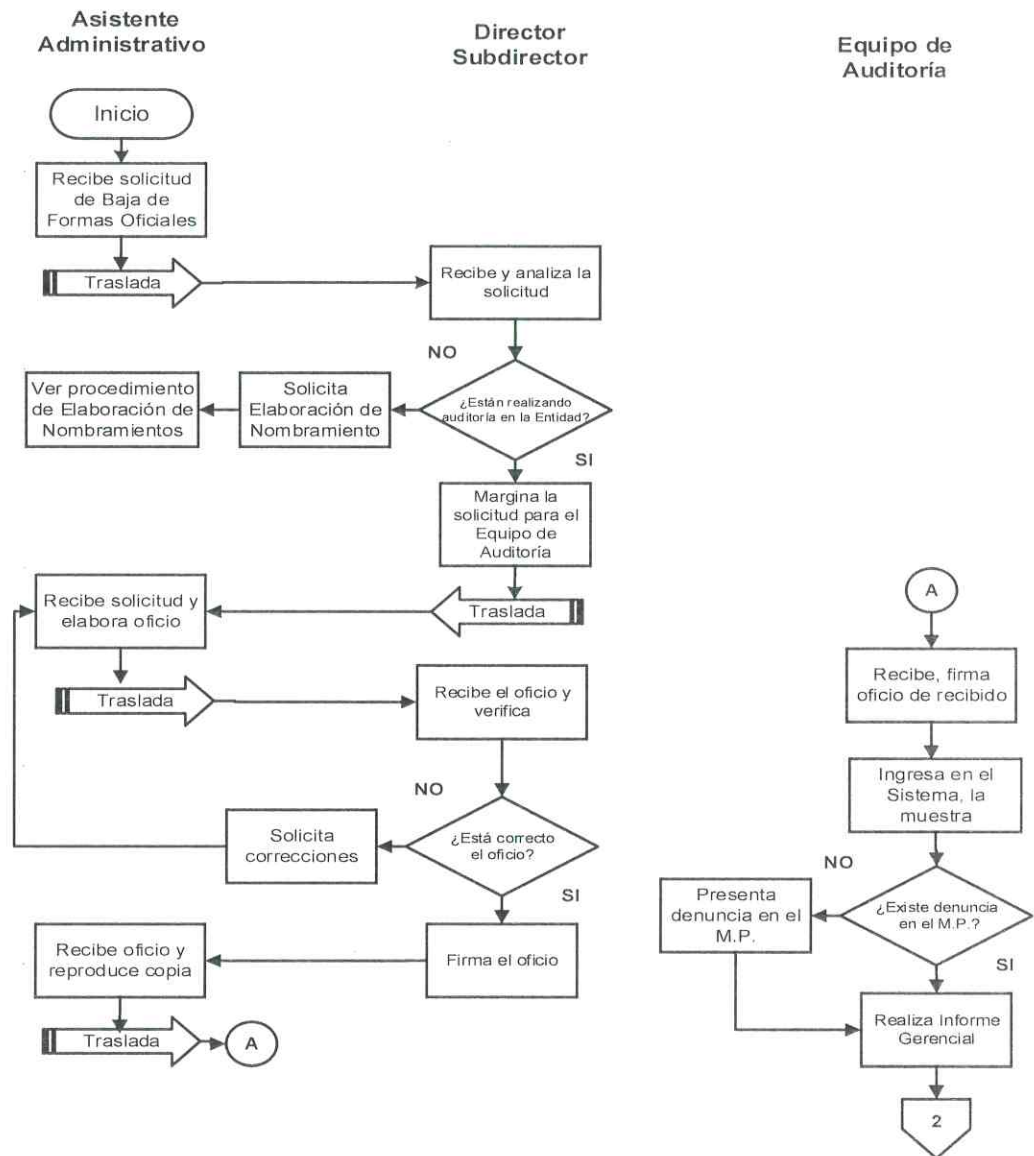 Asistente
Administrativo
Director
Subdirector
Equipo de
Auditoría
Inicio
Recibe solicitud
de Baja de
Formas Oficiales
Traslada
Recibe y analiza la
solicitud
NO
¿Están realizando
auditoría en la Entidad?
Solicita
Elaboración de
Nombramiento
Ver procedimiento
de Elaboración de
Nombramientos
SI
Margina la
solicitud para el
Equipo de
Auditoría
Traslada
Recibe solicitud y
elabora oficio
Traslada
Recibe el oficio y
verifica
NO
¿Está correcto
el oficio?
Solicita
correcciones
SI
Firma el oficio
Recibe oficio y
reproduce copia
Traslada
A
A
Recibe, firma
oficio de recibido
Ingresa en el
Sistema, la
muestra
NO
¿Existe denuncia
en el M.P.?
Presenta
denuncia en el
M.P.
SI
Realiza Informe
Gerencial
2